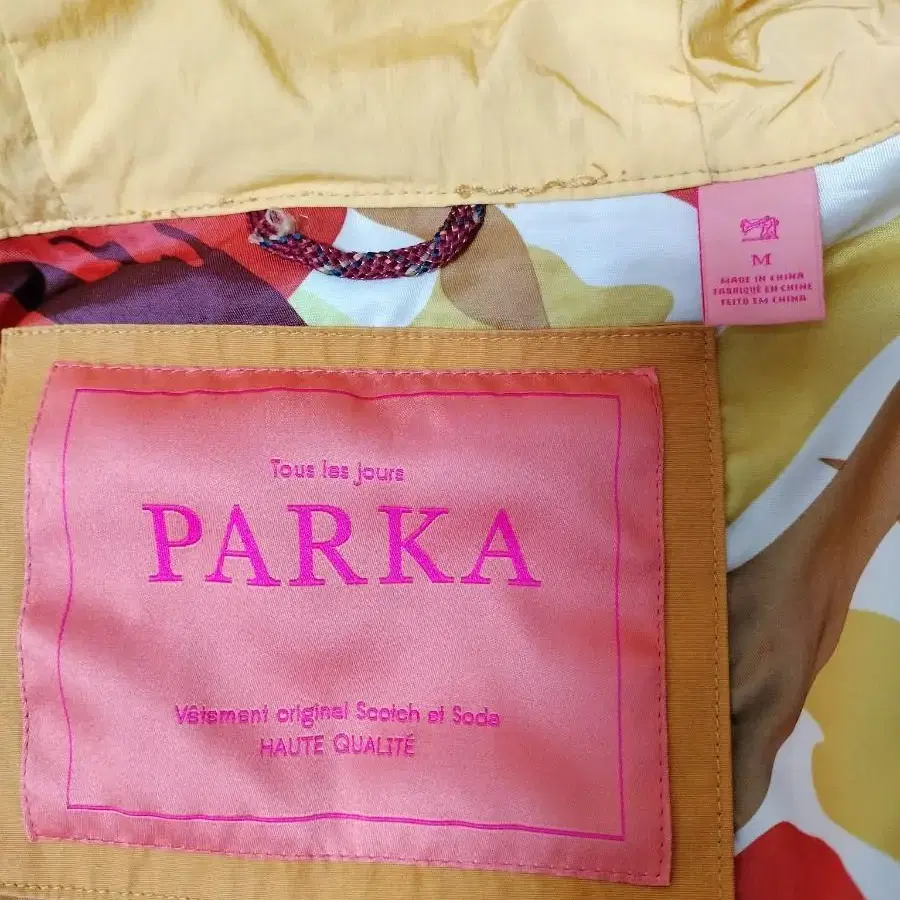 M
MADE IN CHINA
FABRIQUÉ EN CHINE
FEITO EM CHINA
Tous les jours
PARKA
Vêtement original Scotch et Soda
HAUTE QUALITÉ